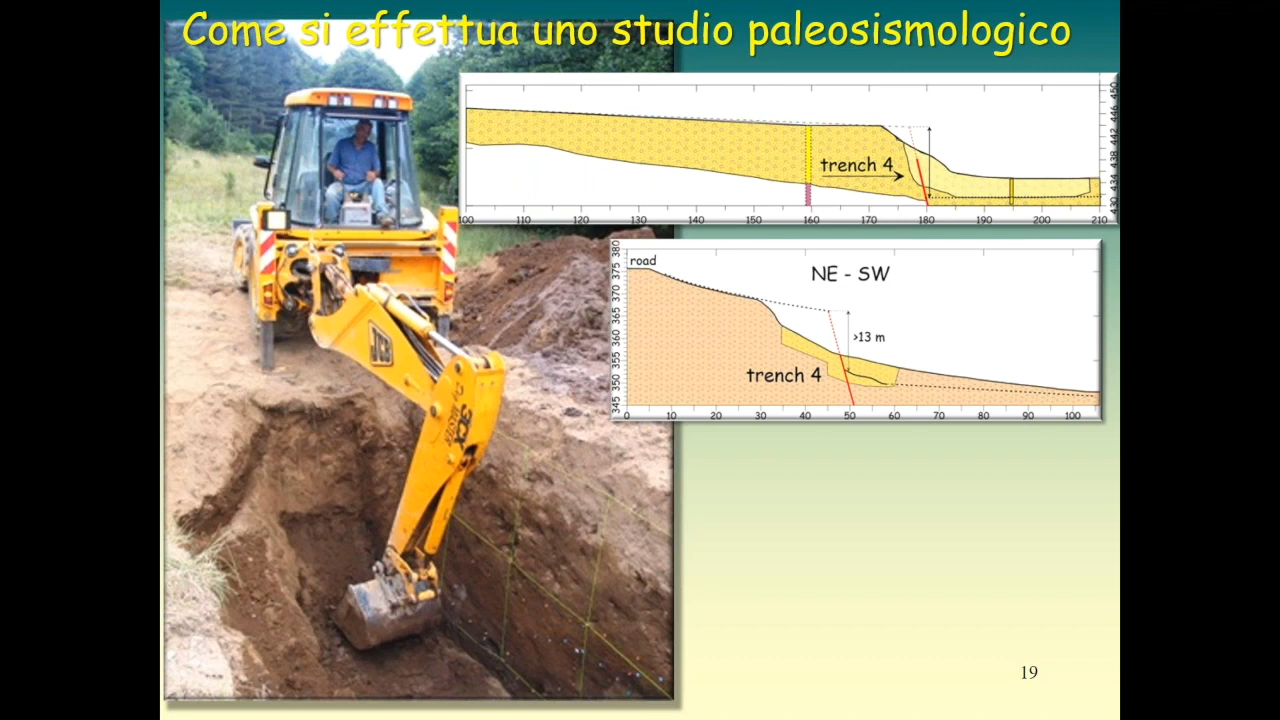 Come si effettua uno studio paleosismologico
trench 4
450
446
442
438
434
430
100 110 120 130 140 150 160 170 180 190 200 210
road
NE - SW
>13 m
trench 4
380
375
370
365
360
355
350
345
0 10 20 30 40 50 60 70 80 90 100
JCB
3CX
19